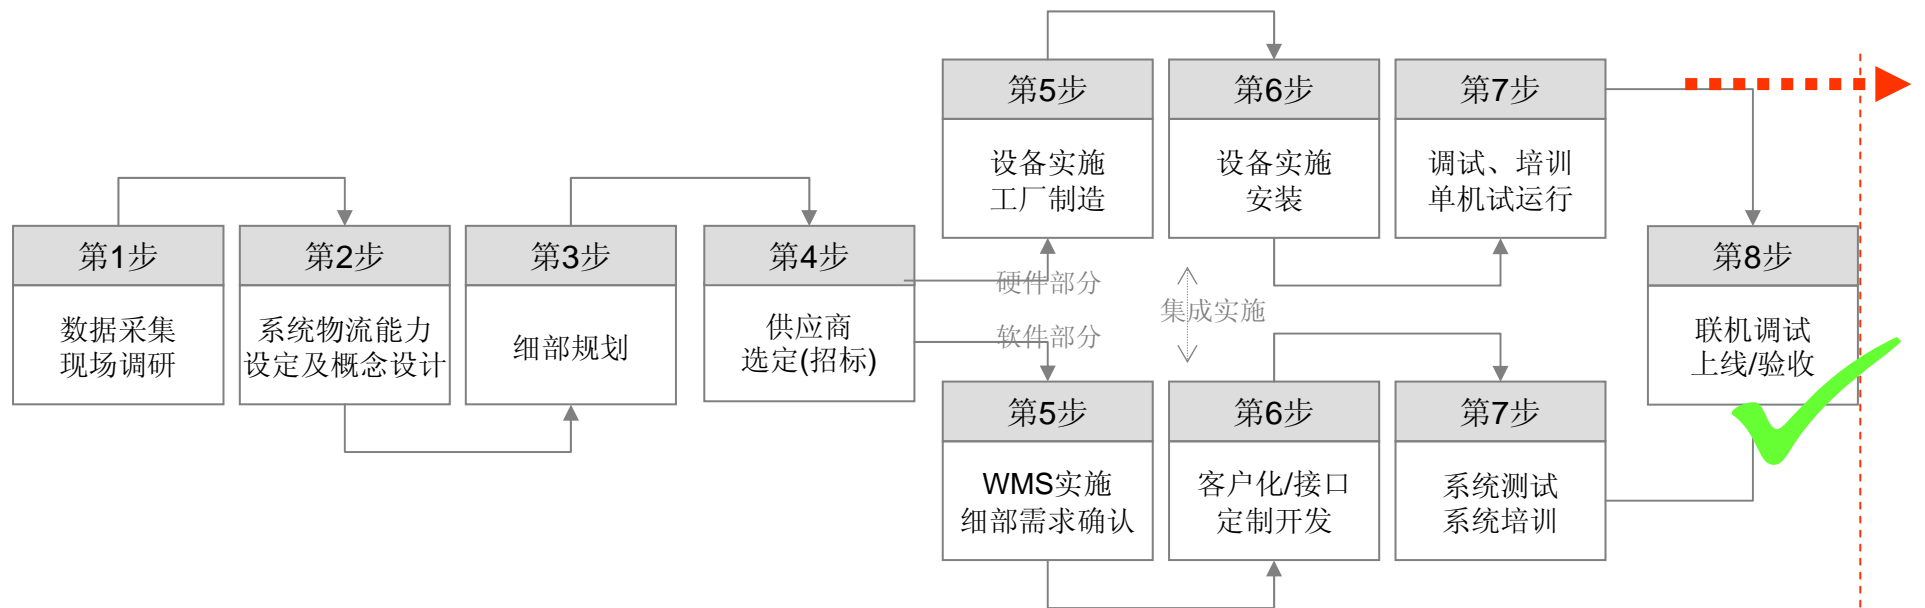 第1步
数据采集
现场调研
第2步
系统物流能力
设定及概念设计
第3步
细部规划
第4步
供应商
选定(招标)
硬件部分
软件部分
集成实施
第5步
设备实施
工厂制造
第6步
设备实施
安装
第7步
调试、培训
单机试运行
第5步
WMS实施
细部需求确认
第6步
客户化/接口
定制开发
第7步
系统测试
系统培训
第8步
联机调试
上线/验收